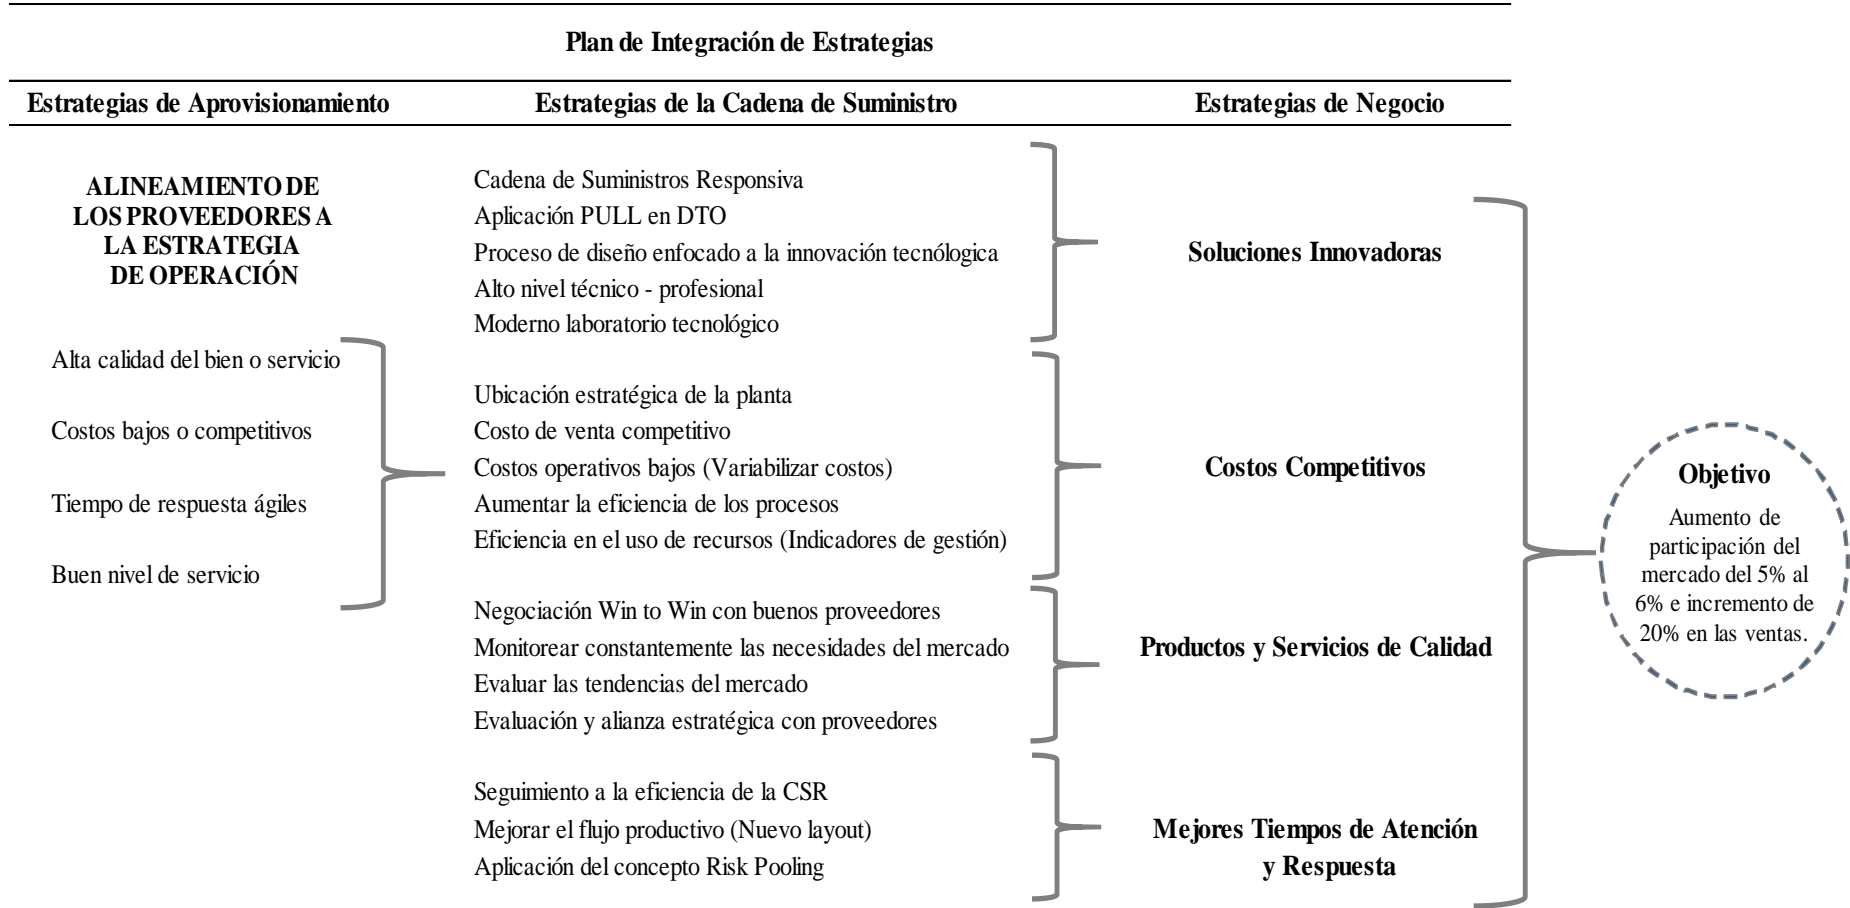 Plan de Integración de Estrategias
Estrategias de Aprovisionamiento
Estrategias de la Cadena de Suministro
Estrategias de Negocio
ALINEAMIENTO DE
LOS PROVEEDORES A
LA ESTRATEGIA
DE OPERACIÓN
Alta calidad del bien o servicio
Costos bajos o competitivos
Tiempo de respuesta ágiles
Buen nivel de servicio
Cadena de Suministros Responsiva
Aplicación PULL en DTO
Proceso de diseño enfocado a la innovación tecnólogica
Alto nivel técnico - profesional
Moderno laboratorio tecnológico
Ubicación estratégica de la planta
Costo de venta competitivo
Costos operativos bajos (Variabilizar costos)
Aumentar la eficiencia de los procesos
Eficiencia en el uso de recursos (Indicadores de gestión)
Negociación Win to Win con buenos proveedores
Monitorear constantemente las necesidades del mercado
Evaluar las tendencias del mercado
Evaluación y alianza estratégica con proveedores
Seguimiento a la eficiencia de la CSR
Mejorar el flujo productivo (Nuevo layout)
Aplicación del concepto Risk Pooling
Soluciones Innovadoras
Costos Competitivos
Productos y Servicios de Calidad
Mejores Tiempos de Atención
y Respuesta
Objetivo
Aumento de
participación del
mercado del 5% al
6% e incremento de
20% en las ventas.